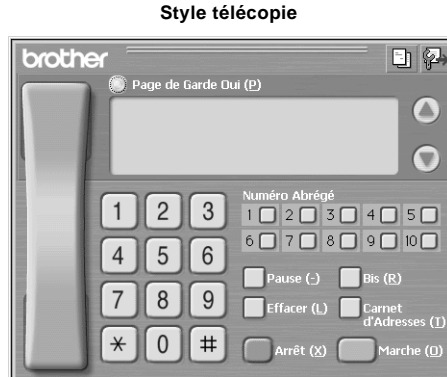 Style télécopie
brother
Page de Garde Oui (P)
Numéro Abrégé
1 2 3 4 5
6 7 8 9 10
1 2 3
4 5 6
7 8 9
* 0 #
Pause (-) Bis (R)
Effacer (L) Carnet
d'Adresses (T)
Arrêt (X) Marche (O)